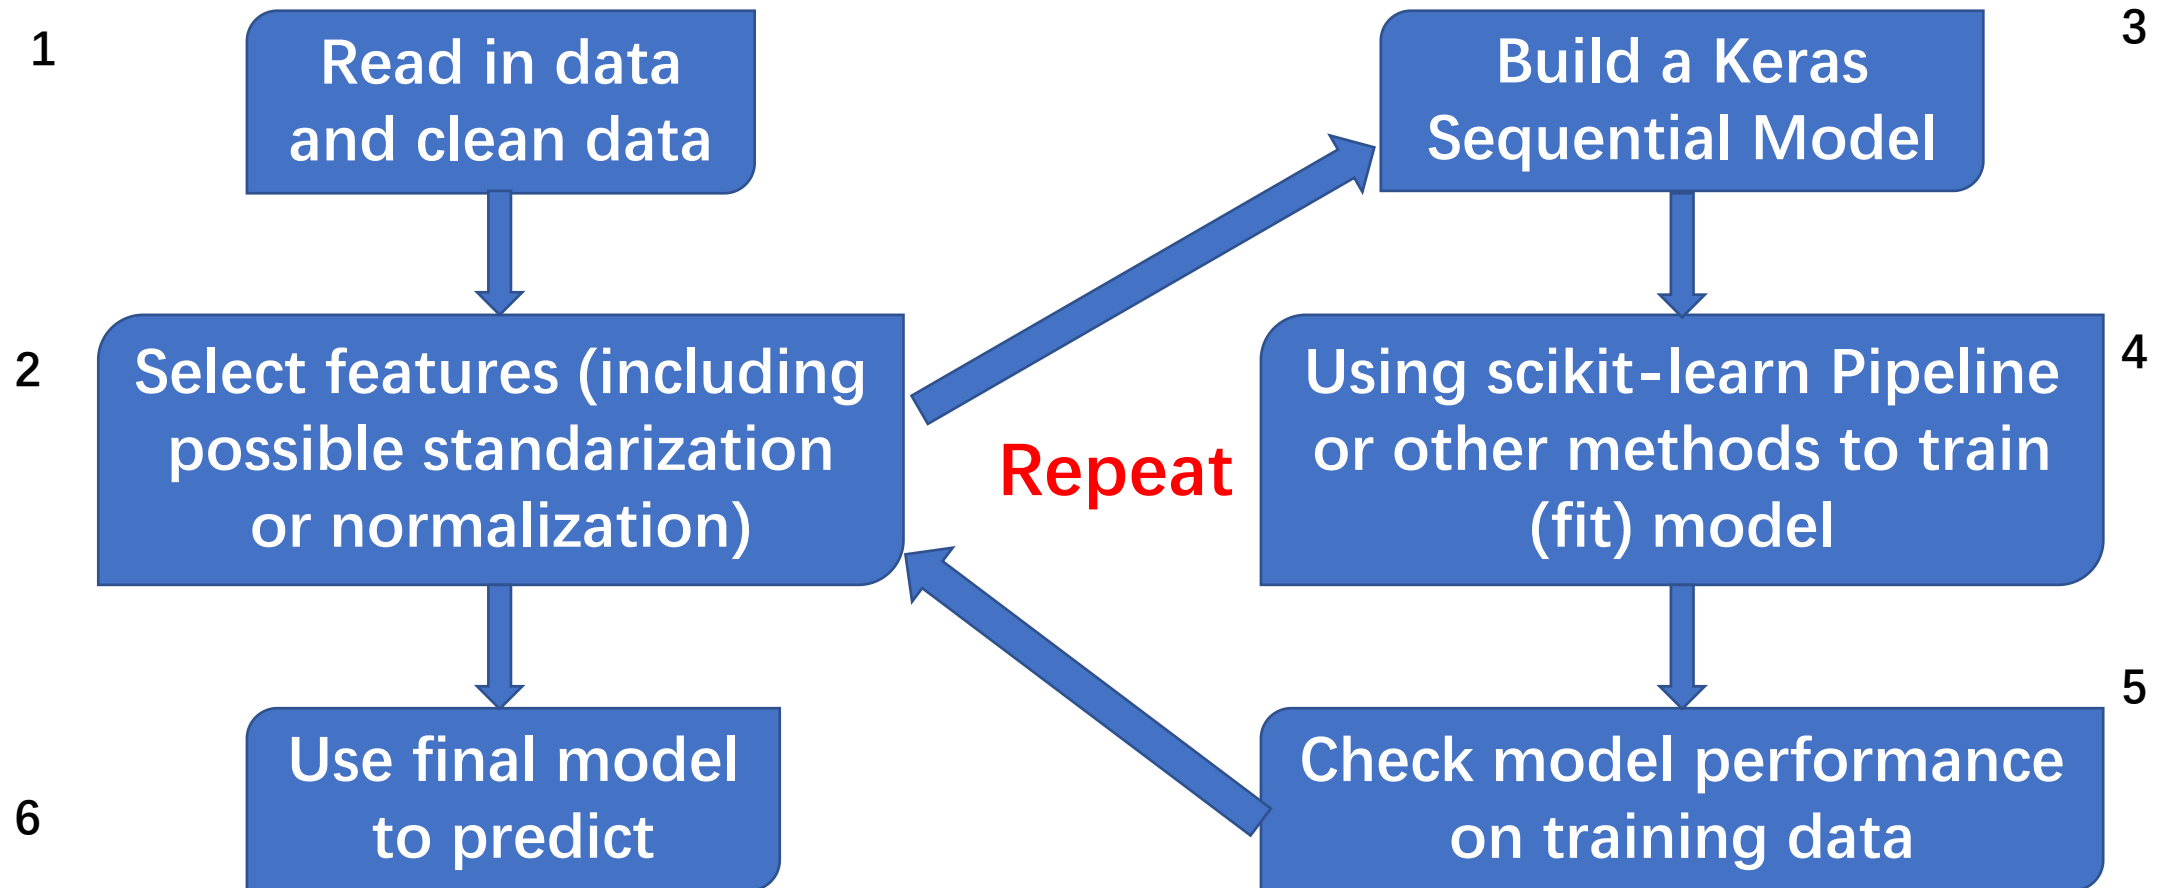 1
Read in data
and clean data
2
Select features (including
possible standarization
or normalization)
3
Build a Keras
Sequential Model
4
Using scikit-learn Pipeline
or other methods to train
(fit) model
Repeat
5
Check model performance
on training data
6
Use final model
to predict